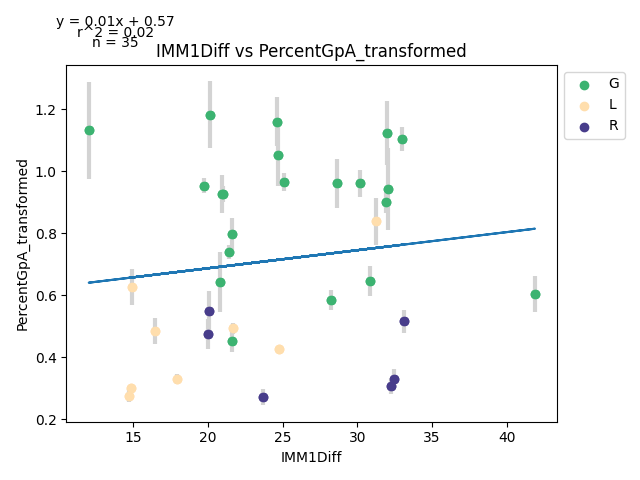 y = 0.01x + 0.57
r^2 = 0.02
n = 35
IMM1Diff vs PercentGpA_transformed
G
L
R
PercentGpA_transformed
1.2
1.0
0.8
0.6
0.4
0.2
15 20 25 30 35 40
IMM1Diff